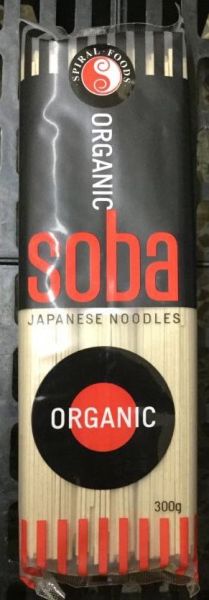 SPIRAL·FOODS
ORGANIC
soba
JAPANESE NOODLES
ORGANIC
300g